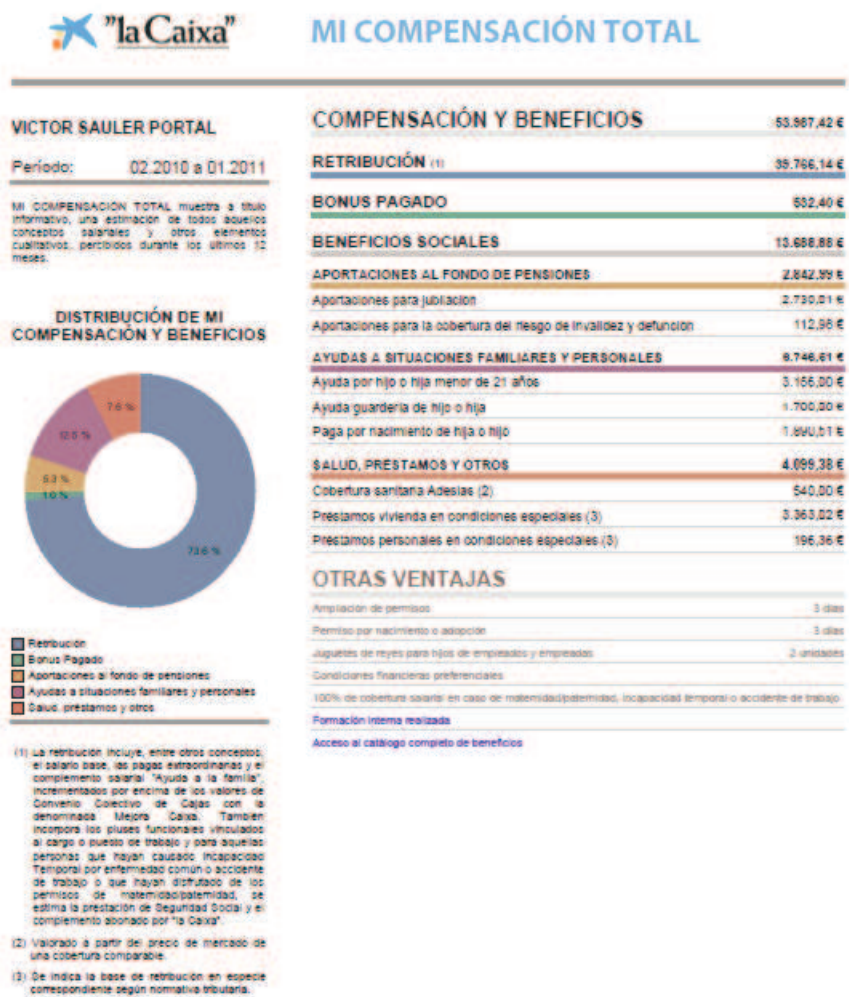 "la Caixa"
MI COMPENSACIÓN TOTAL
VICTOR SAULER PORTAL
Período: 02.2010 a 01.2011
MI COMPENSACIÓN TOTAL muestra a título
informativo, una estimación de todos aquellos
conceptos salariales y otros elementos
cualitativos, percibidos durante los últimos 12
meses.
DISTRIBUCIÓN DE MI
COMPENSACIÓN Y BENEFICIOS
7.6 %
5.3 %
1.0 %
73.6 %
Retribución
Bonus Pagado
Aportaciones al fondo de pensiones
Ayudas a situaciones familiares y personales
Salud, préstamos y otros
(1) La retribución incluye, entre otros conceptos,
el salario base, las pagas extraordinarias y el
complemento salarial "Ayuda a la familia",
incrementados por encima de los valores de
Convenio Colectivo de Cajas con la
denominada Mejora Caixa. También
incorpora los pluses funcionales vinculados
al cargo o puesto de trabajo y para aquellas
personas que hayan causado Incapacidad
Temporal por enfermedad común o accidente
de trabajo o que hayan disfrutado de los
permisos de maternidad/paternidad, se
estima la prestación de Seguridad Social y el
complemento abonado por "la Caixa".
(2) Valorado a partir del precio de mercado de
una cobertura comparable.
(3) Se indica la base de retribución en especie
correspondiente según normativa tributaria.
COMPENSACIÓN Y BENEFICIOS 53.987,42 €
RETRIBUCIÓN (1) 39.766,14 €
BONUS PAGADO 532,40 €
BENEFICIOS SOCIALES 13.688,88 €
APORTACIONES AL FONDO DE PENSIONES 2.842,99 €
Aportaciones para jubilación 2.730,01 €
Aportaciones para la cobertura del riesgo de invalidez y defunción 112,98 €
AYUDAS A SITUACIONES FAMILIARES Y PERSONALES 6.746,51 €
Ayuda por hijo o hija menor de 21 años 3.156,00 €
Ayuda guardería de hijo o hija 1.700,00 €
Paga por nacimiento de hija o hijo 1.890,51 €
SALUD, PRÉSTAMOS Y OTROS 4.099,38 €
Cobertura sanitaria Adeslas (2) 540,00 €
Préstamos vivienda en condiciones especiales (3) 3.363,02 €
Préstamos personales en condiciones especiales (3) 196,36 €
OTRAS VENTAJAS
Ampliación de permisos 3 días
Permiso por nacimiento o adopción 3 días
Juguetes de reyes para hijos de empleados y empleadas 2 unidades
Condiciones financieras preferenciales
100% de cobertura salarial en caso de maternidad/paternidad, incapacidad temporal o accidente de trabajo
Formación interna realizada
Acceso al catálogo completo de beneficios